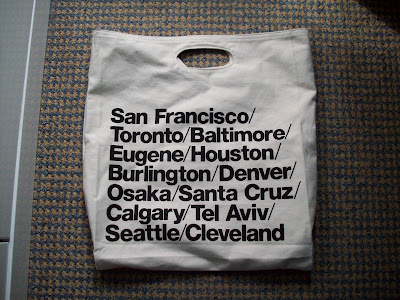 San Francisco/
Toronto/Baltimore/
Eugene/Houston/
Burlington/Denver/
Osaka/Santa Cruz/
Calgary/Tel Aviv/
Seattle/Cleveland